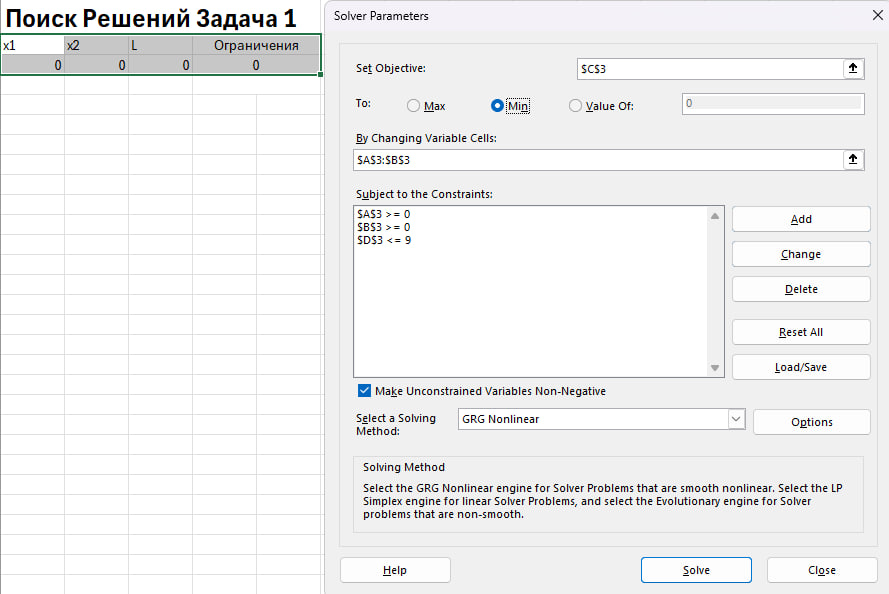 Поиск Решений Задача 1
x1 x2 L Ограничения
0 0 0 0
Solver Parameters
Set Objective:
$C$3
To:
Max
Min
Value Of:
0
By Changing Variable Cells:
$A$3:$B$3
Subject to the Constraints:
$A$3 >= 0
$B$3 >= 0
$D$3 <= 9
Add
Change
Delete
Reset All
Load/Save
Make Unconstrained Variables Non-Negative
Select a Solving
Method:
GRG Nonlinear
Options
Solving Method
Select the GRG Nonlinear engine for Solver Problems that are smooth nonlinear. Select the LP
Simplex engine for linear Solver Problems, and select the Evolutionary engine for Solver
problems that are non-smooth.
Help
Solve
Close